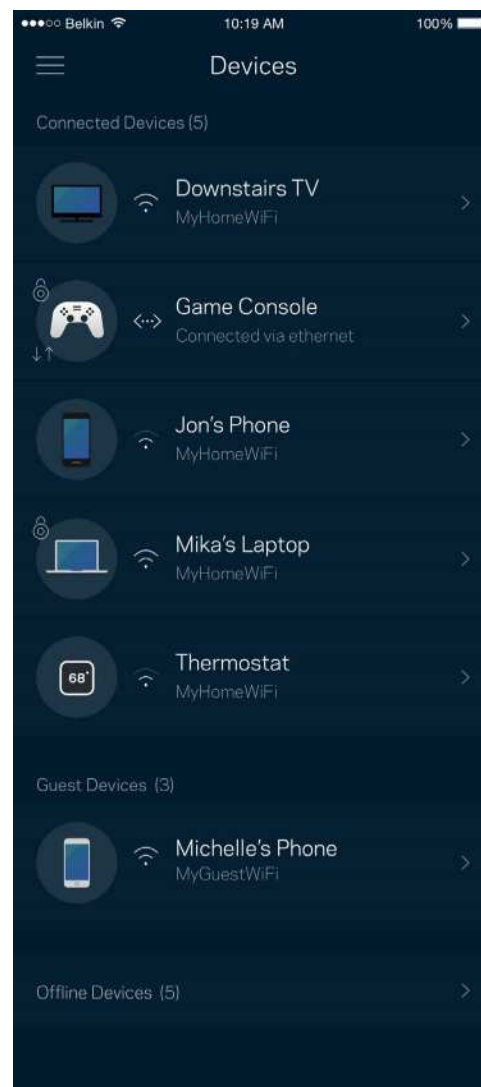 Belkin 10:19 AM 100%
Devices
Connected Devices (5)
Downstairs TV
MyHomeWiFi
Game Console
Connected via ethernet
Jon's Phone
MyHomeWiFi
Mika's Laptop
MyHomeWiFi
68°
Thermostat
MyHomeWiFi
Guest Devices (3)
Michelle's Phone
MyGuestWiFi
Offline Devices (5)